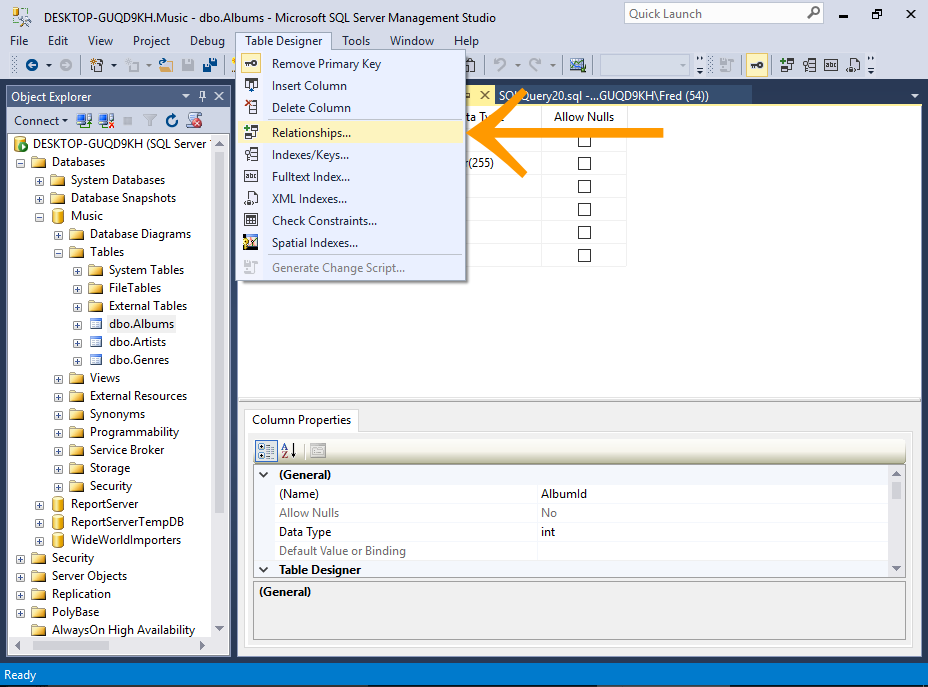 DESKTOP-GUQD9KH.Music - dbo.Albums - Microsoft SQL Server Management Studio
Quick Launch
File Edit View Project Debug Table Designer Tools Window Help
Remove Primary Key
Insert Column
Delete Column
Relationships...
Indexes/Keys...
Fulltext Index...
XML Indexes...
Check Constraints...
Spatial Indexes...
Generate Change Script...
Object Explorer
Connect
DESKTOP-GUQD9KH (SQL Server
Databases
System Databases
Database Snapshots
Music
Database Diagrams
Tables
System Tables
FileTables
External Tables
dbo.Albums
dbo.Artists
dbo.Genres
Views
External Resources
Synonyms
Programmability
Service Broker
Storage
Security
ReportServer
ReportServerTempDB
WideWorldImporters
Security
Server Objects
Replication
PolyBase
AlwaysOn High Availability
GUQD9KH\Fred (54))
Allow Nulls
r(255)
Column Properties
(General)
(Name) AlbumId
Allow Nulls No
Data Type int
Default Value or Binding
Table Designer
(General)
Ready